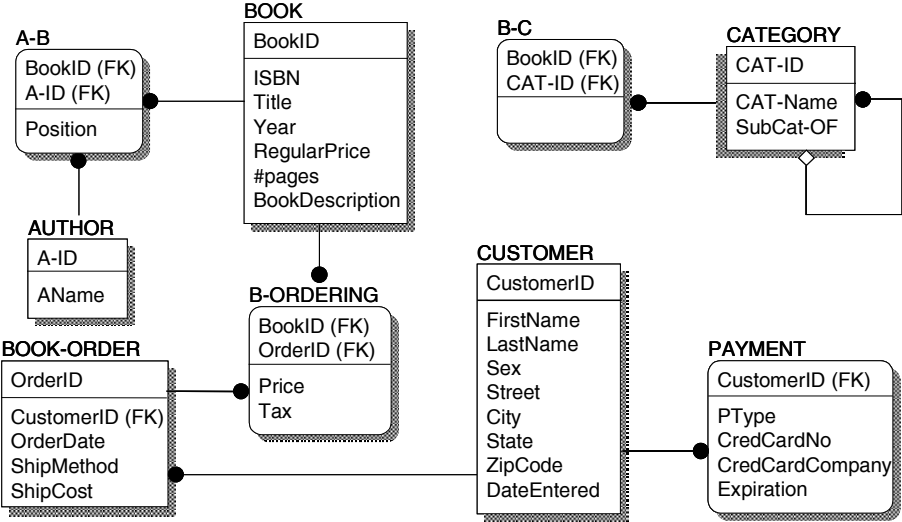 A-B
BookID (FK)
A-ID (FK)
Position
BOOK
BookID
ISBN
Title
Year
RegularPrice
#pages
BookDescription
B-C
BookID (FK)
CAT-ID (FK)
CATEGORY
CAT-ID
CAT-Name
SubCat-OF
AUTHOR
A-ID
AName
B-ORDERING
BookID (FK)
OrderID (FK)
Price
Tax
BOOK-ORDER
OrderID
CustomerID (FK)
OrderDate
ShipMethod
ShipCost
CUSTOMER
CustomerID
FirstName
LastName
Sex
Street
City
State
ZipCode
DateEntered
PAYMENT
CustomerID (FK)
PType
CredCardNo
CredCardCompany
Expiration